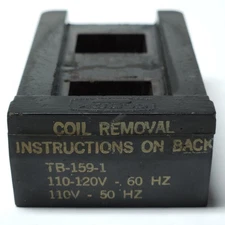 COIL REMOVAL
INSTRUCTIONS ON BACK
TB-159-1
110-120V - 60 HZ
110V - 50 HZ